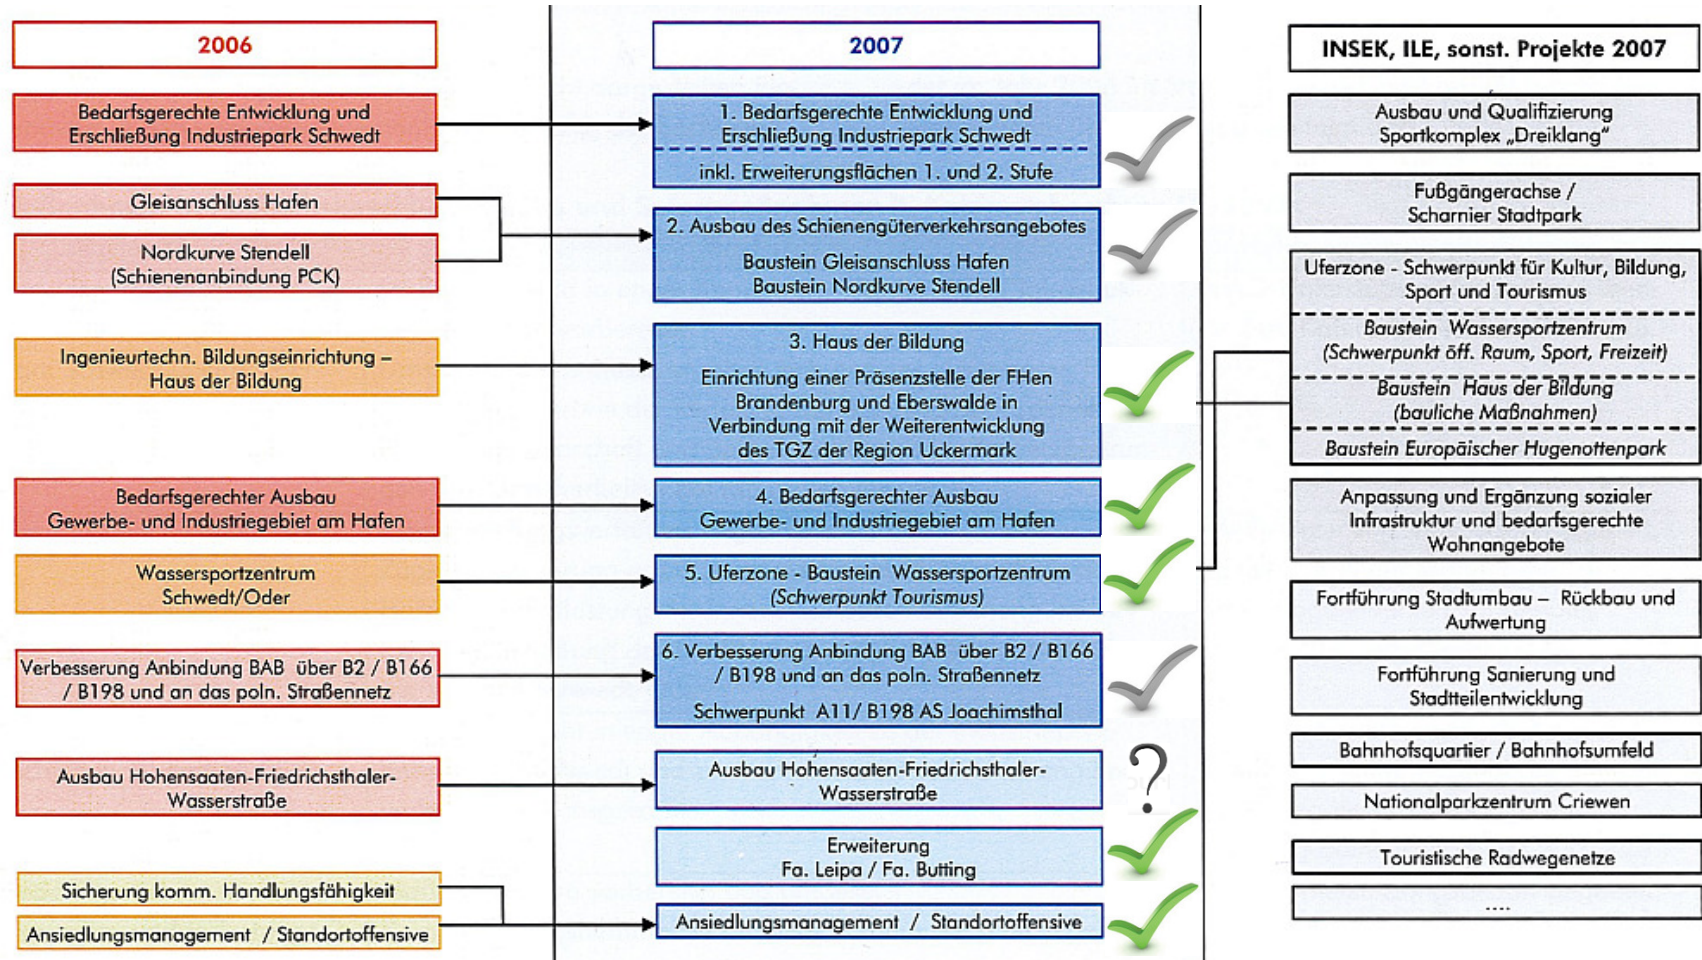 2006
Bedarfsgerechte Entwicklung und
Erschließung Industriepark Schwedt
Gleisanschluss Hafen
Nordkurve Stendell
(Schienenanbindung PCK)
Ingenieurtechn. Bildungseinrichtung –
Haus der Bildung
Bedarfsgerechter Ausbau
Gewerbe- und Industriegebiet am Hafen
Wassersportzentrum
Schwedt/Oder
Verbesserung Anbindung BAB über B2 / B166
/ B198 und an das poln. Straßennetz
Ausbau Hohensaaten-Friedrichsthaler-
Wasserstraße
Sicherung komm. Handlungsfähigkeit
Ansiedlungsmanagement / Standortoffensive
2007
1. Bedarfsgerechte Entwicklung und
Erschließung Industriepark Schwedt
inkl. Erweiterungsflächen 1. und 2. Stufe
2. Ausbau des Schienengüterverkehrsangebotes
Baustein Gleisanschluss Hafen
Baustein Nordkurve Stendell
3. Haus der Bildung
Einrichtung einer Präsenzstelle der FHen
Brandenburg und Eberswalde in
Verbindung mit der Weiterentwicklung
des TGZ der Region Uckermark
4. Bedarfsgerechter Ausbau
Gewerbe- und Industriegebiet am Hafen
5. Uferzone - Baustein Wassersportzentrum
(Schwerpunkt Tourismus)
6. Verbesserung Anbindung BAB über B2 / B166
/ B198 und an das poln. Straßennetz
Schwerpunkt A11/ B198 AS Joachimsthal
Ausbau Hohensaaten-Friedrichsthaler-
Wasserstraße
?
Erweiterung
Fa. Leipa / Fa. Butting
Ansiedlungsmanagement / Standortoffensive
INSEK, ILE, sonst. Projekte 2007
Ausbau und Qualifizierung
Sportkomplex „Dreiklang“
Fußgängerachse /
Scharnier Stadtpark
Uferzone - Schwerpunkt für Kultur, Bildung,
Sport und Tourismus
Baustein Wassersportzentrum
(Schwerpunkt öff. Raum, Sport, Freizeit)
Baustein Haus der Bildung
(bauliche Maßnahmen)
Baustein Europäischer Hugenottenpark
Anpassung und Ergänzung sozialer
Infrastruktur und bedarfsgerechte
Wohnangebote
Fortführung Stadtumbau – Rückbau und
Aufwertung
Fortführung Sanierung und
Stadtteilentwicklung
Bahnhofsquartier / Bahnhofsumfeld
Nationalparkzentrum Criewen
Touristische Radwegenetze
....